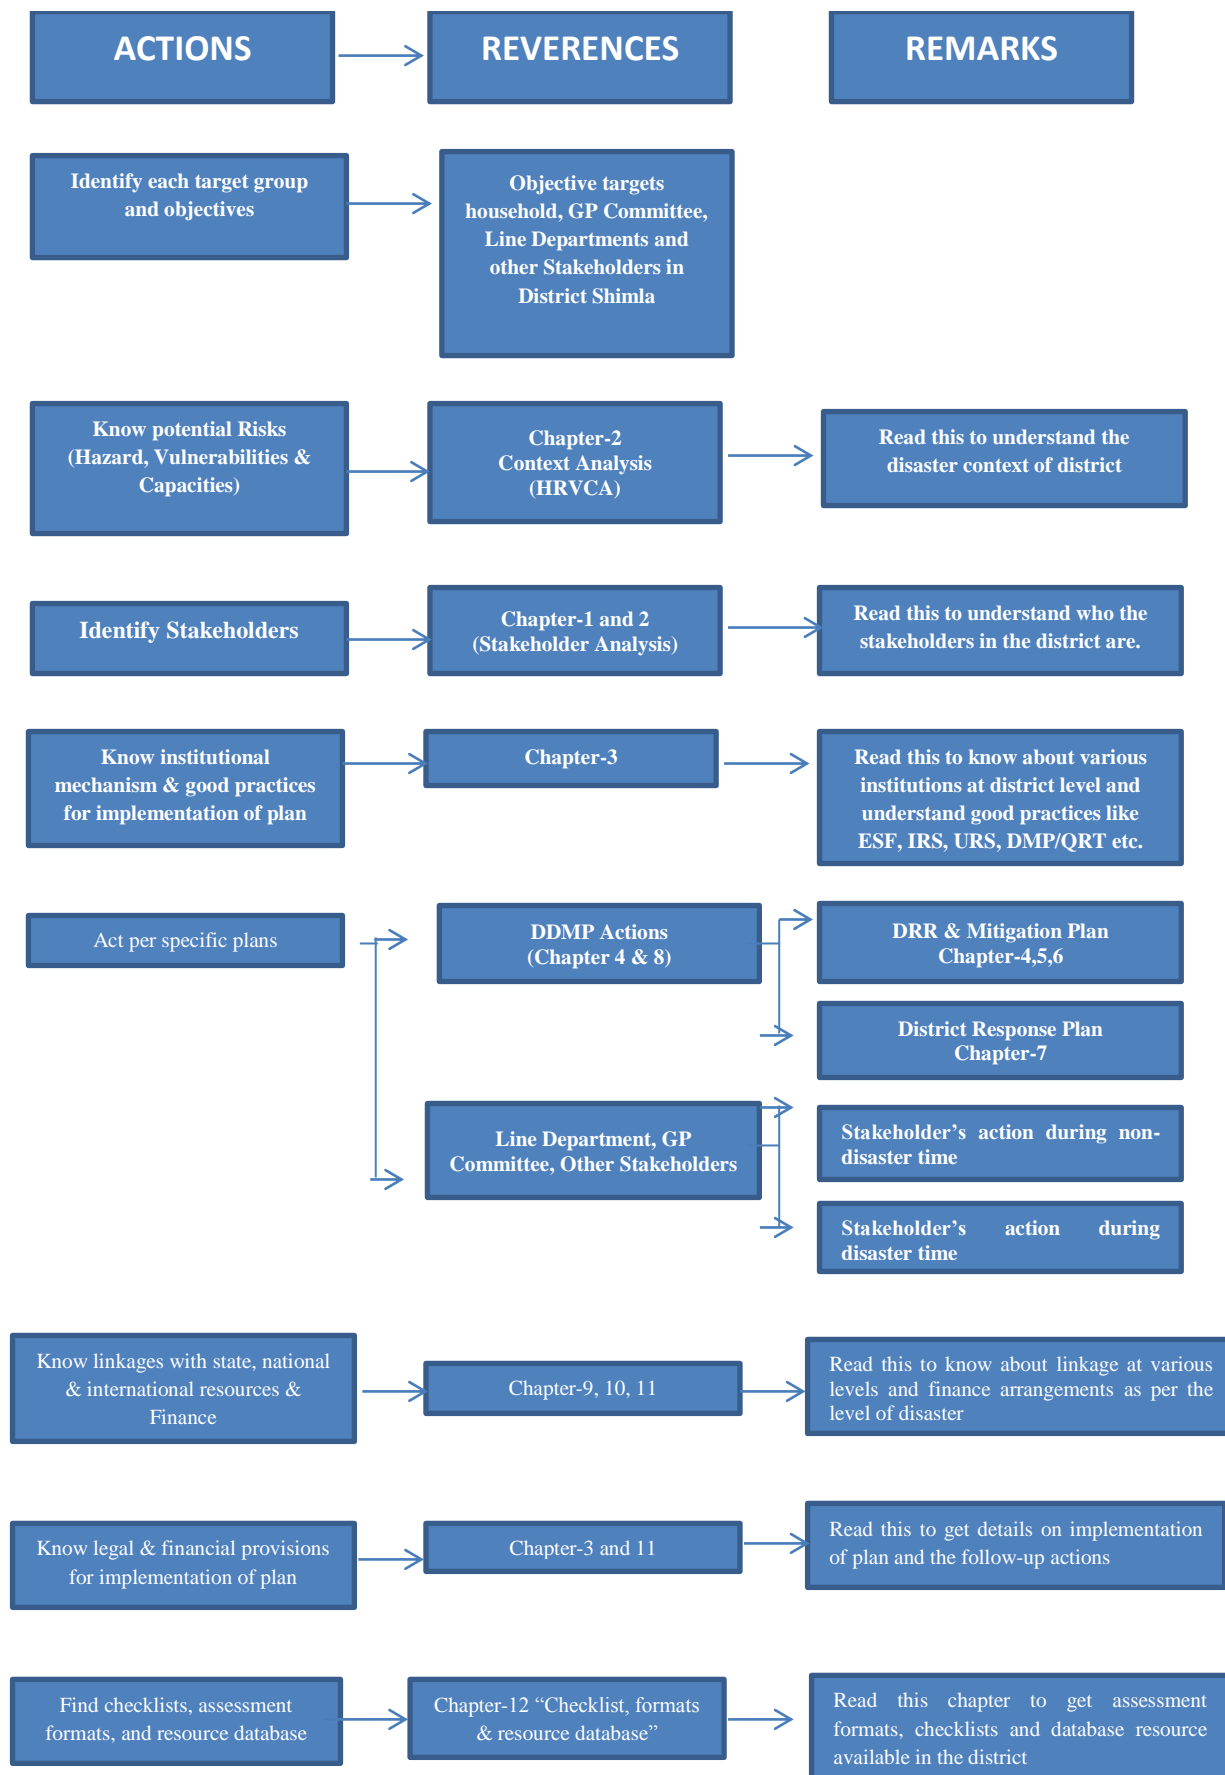 ACTIONS
REVERENCES
REMARKS
Identify each target group
and objectives
Objective targets
household, GP Committee,
Line Departments and
other Stakeholders in
District Shimla
Know potential Risks
(Hazard, Vulnerabilities &
Capacities)
Chapter-2
Context Analysis
(HRVCA)
Read this to understand the
disaster context of district
Identify Stakeholders
Chapter-1 and 2
(Stakeholder Analysis)
Read this to understand who the
stakeholders in the district are.
Know institutional
mechanism & good practices
for implementation of plan
Chapter-3
Read this to know about various
institutions at district level and
understand good practices like
ESF, IRS, URS, DMP/QRT etc.
Act per specific plans
DDMP Actions
(Chapter 4 & 8)
DRR & Mitigation Plan
Chapter-4,5,6
District Response Plan
Chapter-7
Line Department, GP
Committee, Other Stakeholders
Stakeholder’s action during non-
disaster time
Stakeholder’s action during
disaster time
Know linkages with state, national
& international resources &
Finance
Chapter-9, 10, 11
Read this to know about linkage at various
levels and finance arrangements as per the
level of disaster
Know legal & financial provisions
for implementation of plan
Chapter-3 and 11
Read this to get details on implementation
of plan and the follow-up actions
Find checklists, assessment
formats, and resource database
Chapter-12 “Checklist, formats
& resource database”
Read this chapter to get assessment
formats, checklists and database resource
available in the district